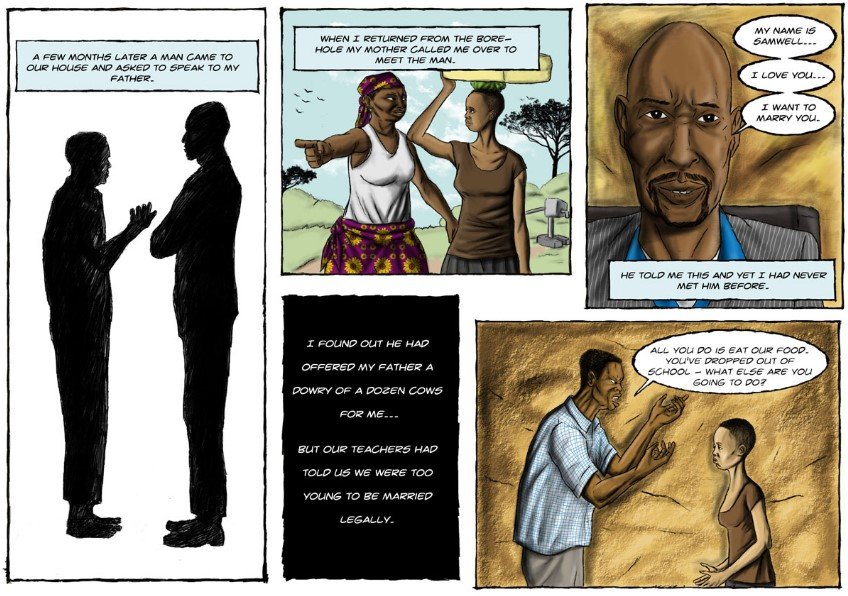 A FEW MONTHS LATER A MAN CAME TO
OUR HOUSE AND ASKED TO SPEAK TO MY
FATHER.
WHEN I RETURNED FROM THE BORE-
HOLE MY MOTHER CALLED ME OVER TO
MEET THE MAN.
MY NAME IS
SAMWELL...
I LOVE YOU...
I WANT TO
MARRY YOU.
HE TOLD ME THIS AND YET I HAD NEVER
MET HIM BEFORE.
I FOUND OUT HE HAD
OFFERED MY FATHER A
DOWRY OF A DOZEN COWS
FOR ME...
BUT OUR TEACHERS HAD
TOLD US WE WERE TOO
YOUNG TO BE MARRIED
LEGALLY.
ALL YOU DO IS EAT OUR FOOD.
YOU'VE DROPPED OUT OF
SCHOOL - WHAT ELSE ARE YOU
GOING TO DO?